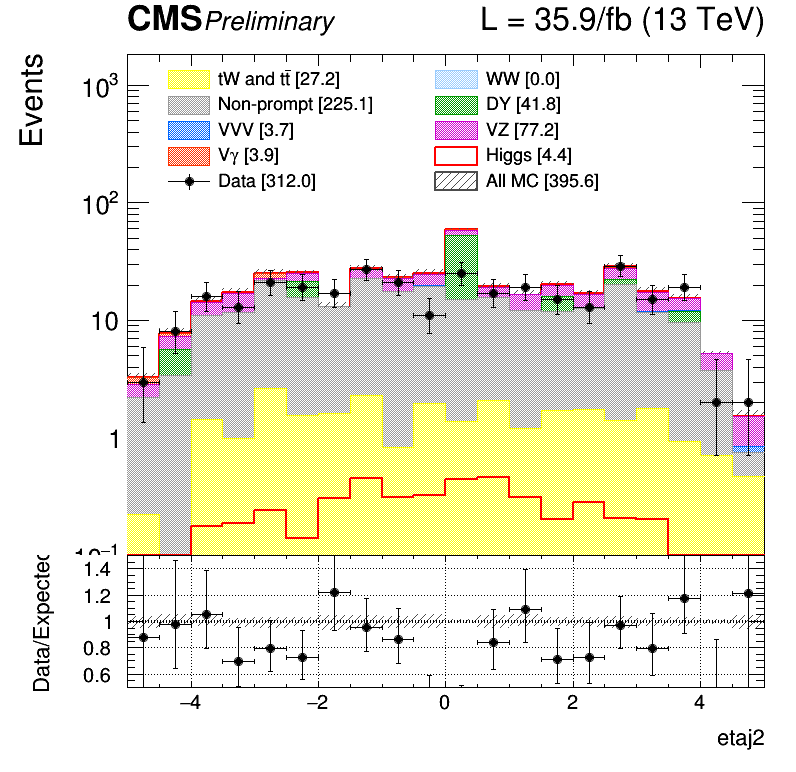 CMS Preliminary L = 35.9/fb (13 TeV)
Events
tW and tt̄ [27.2] WW [0.0]
Non-prompt [225.1] DY [41.8]
VVV [3.7] VZ [77.2]
Vγ [3.9] Higgs [4.4]
Data [312.0] All MC [395.6]
10³
10²
10
1
Data/Expected
1.4
1.2
1
0.8
0.6
−4 −2 0 2 4
etaj2